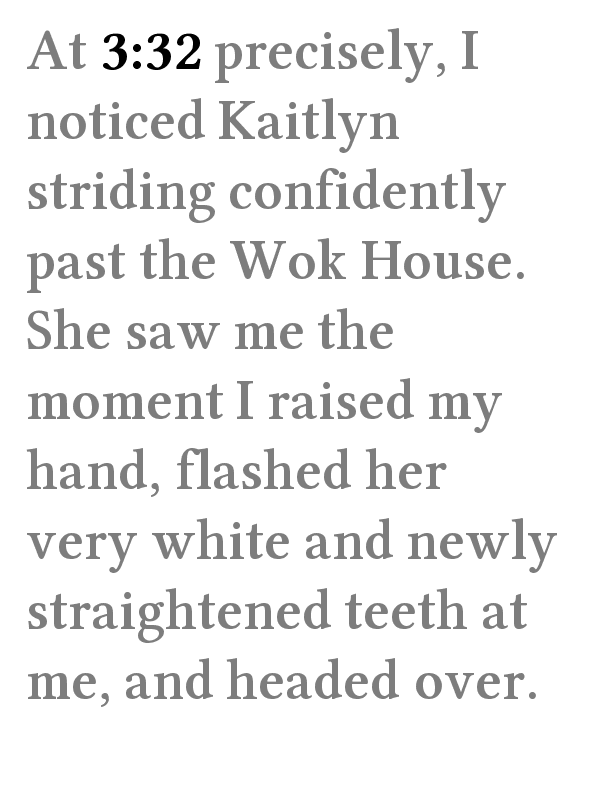 At 3:32 precisely, I
noticed Kaitlyn
striding confidently
past the Wok House.
She saw me the
moment I raised my
hand, flashed her
very white and newly
straightened teeth at
me, and headed over.